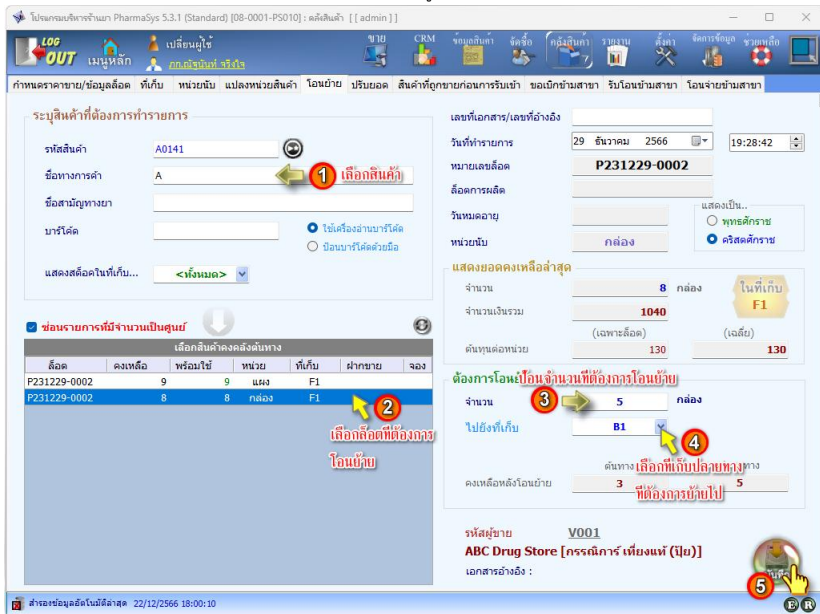 โปรแกรมบริหารร้านยา PharmaSys 5.3.1 (Standard) [08-0001-PS010] : คลังสินค้า [[ admin ]]
LOG OUT
เมนูหลัก
เปลี่ยนผู้ใช้
ขาย
CRM
ข้อมูลสินค้า
จัดซื้อ
คลังสินค้า
รายงาน
ตั้งค่า
จัดการข้อมูล
ช่วยเหลือ
กำหนดราคาขาย/ข้อมูลล็อต ที่เก็บ หน่วยนับ แปลงหน่วยสินค้า โอนย้าย ปรับยอด สินค้าที่ถูกขายก่อนการรับเข้า ขอเบิกข้ามสาขา รับโอนข้ามสาขา โอนจ่ายข้ามสาขา
ระบุสินค้าที่ต้องการทำรายการ
รหัสสินค้า A0141
ชื่อทางการค้า A
1 เลือกสินค้า
ชื่อสามัญทางยา
บาร์โค้ด
ใช้เครื่องอ่านบาร์โค้ด
ป้อนบาร์โค้ดด้วยมือ
แสดงสต็อคในที่เก็บ... <ทั้งหมด>
ซ่อนรายการที่มีจำนวนเป็นศูนย์
เลือกสินค้าคงคลังต้นทาง
ล็อต คงเหลือ พร้อมใช้ หน่วย ที่เก็บ ฝากขาย จอง
P231229-0002 9 9 แผง F1
P231229-0002 8 8 กล่อง F1
2
เลือกล็อตที่ต้องการ
โอนย้าย
เลขที่เอกสาร/เลขที่อ้างอิง
วันที่ทำรายการ 29 ธันวาคม 2566 19:28:42
หมายเลขล็อต P231229-0002
ล็อตการผลิต
วันหมดอายุ
หน่วยนับ กล่อง
แสดงเป็น..
พุทธศักราช
คริสตศักราช
แสดงยอดคงเหลือล่าสุด
จำนวน 8 กล่อง
ในที่เก็บ
F1
จำนวนเงินรวม 1040
(เฉพาะล็อต) (เฉลี่ย)
ต้นทุนต่อหน่วย 130 130
ป้อนจำนวนที่ต้องการโอนย้าย
จำนวน 3 5 กล่อง
ไปยังที่เก็บ B1
4
ต้นทาง
เลือกที่เก็บปลายทาง
ที่ต้องการย้ายไป
คงเหลือหลังโอนย้าย 3 5
รหัสผู้ขาย V001
ABC Drug Store [กรรณิการ์ เที่ยงแท้ (ปุ้ย)]
เอกสารอ้างอิง :
บันทึก
5
สำรองข้อมูลอัตโนมัติล่าสุด 22/12/2566 18:00:10
E R